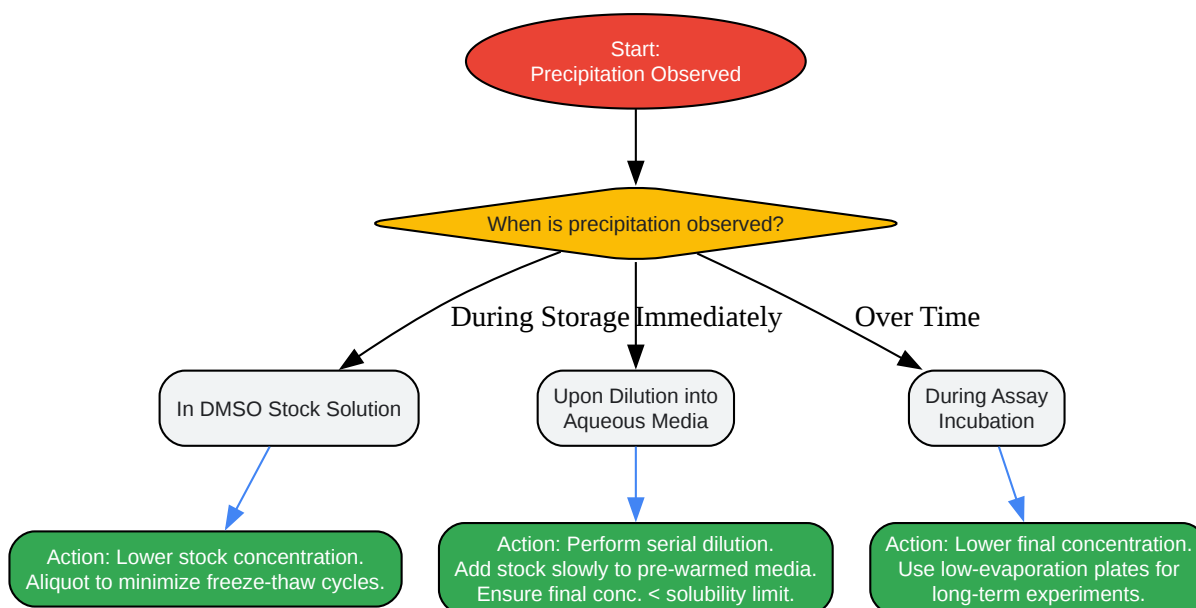 Start:
Precipitation Observed
When is precipitation observed?
During Storage
Immediately
Over Time
In DMSO Stock Solution
Upon Dilution into
Aqueous Media
During Assay
Incubation
Action: Lower stock concentration.
Aliquot to minimize freeze-thaw cycles.
Action: Perform serial dilution.
Add stock slowly to pre-warmed media.
Ensure final conc. < solubility limit.
Action: Lower final concentration.
Use low-evaporation plates for
long-term experiments.